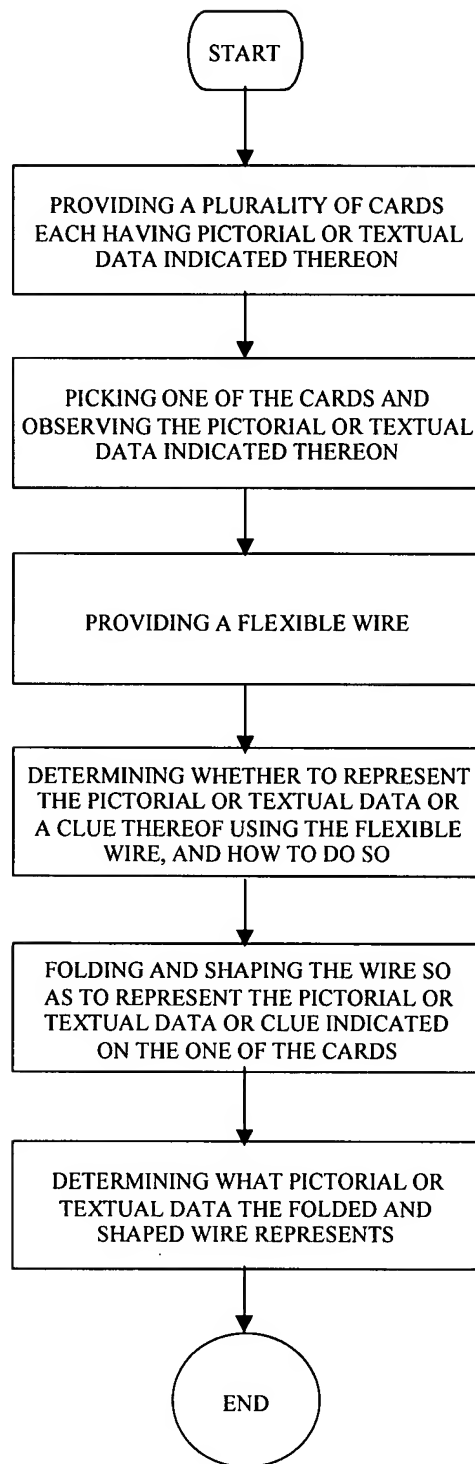 START
PROVIDING A PLURALITY OF CARDS
EACH HAVING PICTORIAL OR TEXTUAL
DATA INDICATED THEREON
PICKING ONE OF THE CARDS AND
OBSERVING THE PICTORIAL OR TEXTUAL
DATA INDICATED THEREON
PROVIDING A FLEXIBLE WIRE
DETERMINING WHETHER TO REPRESENT
THE PICTORIAL OR TEXTUAL DATA OR
A CLUE THEREOF USING THE FLEXIBLE
WIRE, AND HOW TO DO SO
FOLDING AND SHAPING THE WIRE SO
AS TO REPRESENT THE PICTORIAL OR
TEXTUAL DATA OR CLUE INDICATED
ON THE ONE OF THE CARDS
DETERMINING WHAT PICTORIAL OR
TEXTUAL DATA THE FOLDED AND
SHAPED WIRE REPRESENTS
END